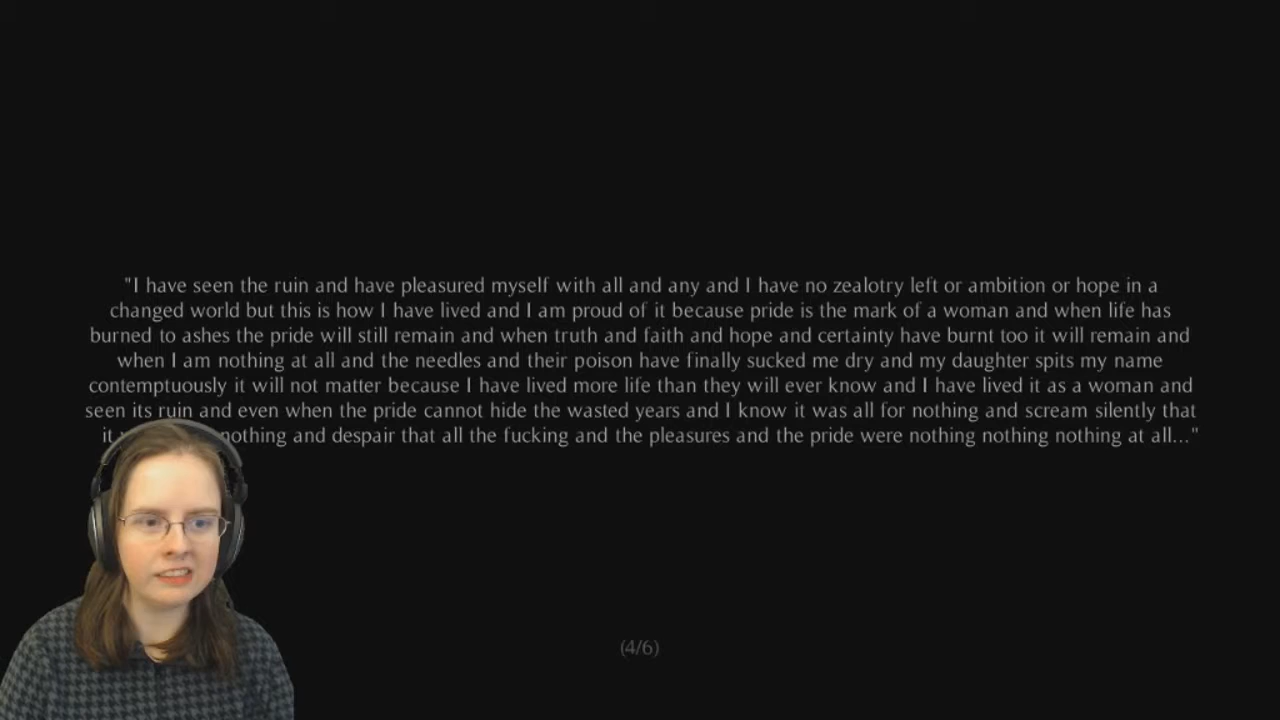 "I have seen the ruin and have pleasured myself with all and any and I have no zealotry left or ambition or hope in a
changed world but this is how I have lived and I am proud of it because pride is the mark of a woman and when life has
burned to ashes the pride will still remain and when truth and faith and hope and certainty have burnt too it will remain and
when I am nothing at all and the needles and their poison have finally sucked me dry and my daughter spits my name
contemptuously it will not matter because I have lived more life than they will ever know and I have lived it as a woman and
seen its ruin and even when the pride cannot hide the wasted years and I know it was all for nothing and scream silently that
it nothing and despair that all the fucking and the pleasures and the pride were nothing nothing nothing at all..."
(4/6)